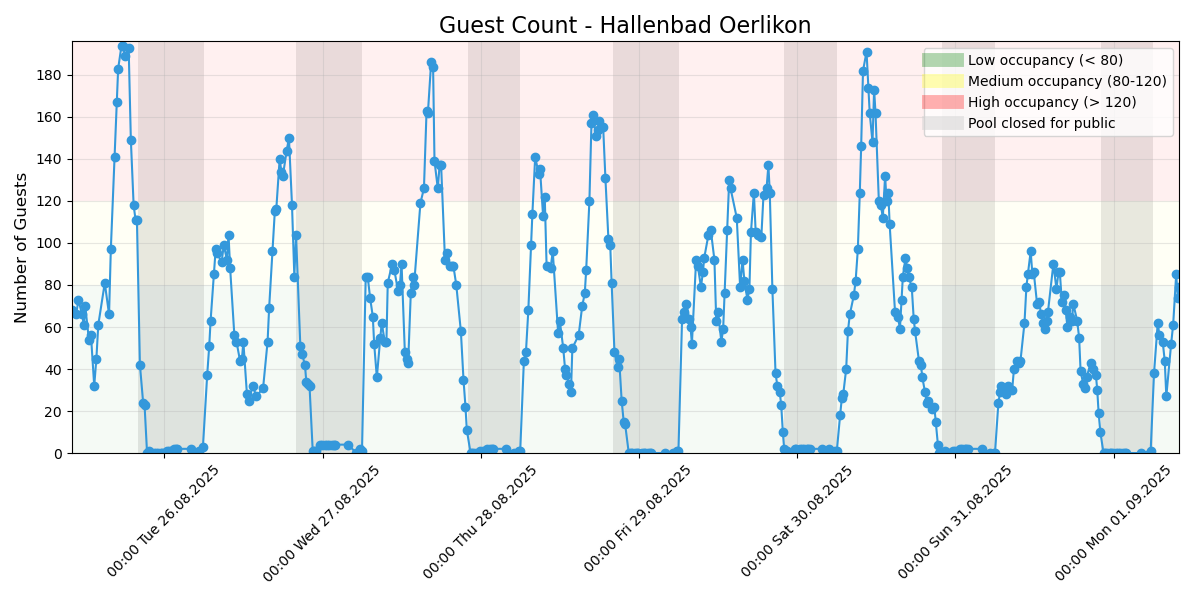 Guest Count - Hallenbad Oerlikon
Number of Guests
180
160
140
120
100
80
60
40
20
0
Low occupancy (< 80)
Medium occupancy (80-120)
High occupancy (> 120)
Pool closed for public
00:00 Tue 26.08.2025
00:00 Wed 27.08.2025
00:00 Thu 28.08.2025
00:00 Fri 29.08.2025
00:00 Sat 30.08.2025
00:00 Sun 31.08.2025
00:00 Mon 01.09.2025